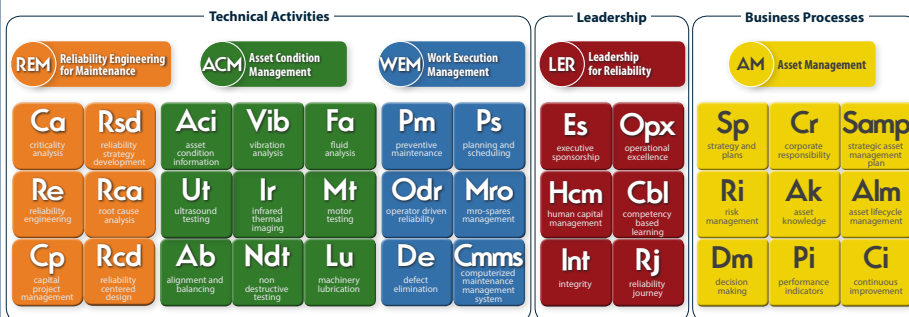 Technical Activities
Leadership
Business Processes
REM
Reliability Engineering
for Maintenance
ACM
Asset Condition
Management
WEM
Work Execution
Management
LER
Leadership
for Reliability
AM
Asset Management
Ca
criticality
analysis
Rsd
reliability
strategy
development
Aci
asset
condition
information
Vib
vibration
analysis
Fa
fluid
analysis
Pm
preventive
maintenance
Ps
planning and
scheduling
Es
executive
sponsorship
Opx
operational
excellence
Sp
strategy and
plans
Cr
corporate
responsibility
Samp
strategic asset
management
plan
Re
reliability
engineering
Rca
root cause
analysis
Ut
ultrasound
testing
Ir
infrared
thermal
imaging
Mt
motor
testing
Odr
operator driven
reliability
Mro
mro-spares
management
Hcm
human capital
management
Cbl
competency
based
learning
Ri
risk
management
Ak
asset
knowledge
Alm
asset lifecycle
management
Cp
capital
project
management
Rcd
reliability
centered
design
Ab
alignment and
balancing
Ndt
non
destructive
testing
Lu
machinery
lubrication
De
defect
elimination
Cmms
computerized
maintenance
management
system
Int
integrity
Rj
reliability
journey
Dm
decision
making
Pi
performance
indicators
Ci
continuous
improvement